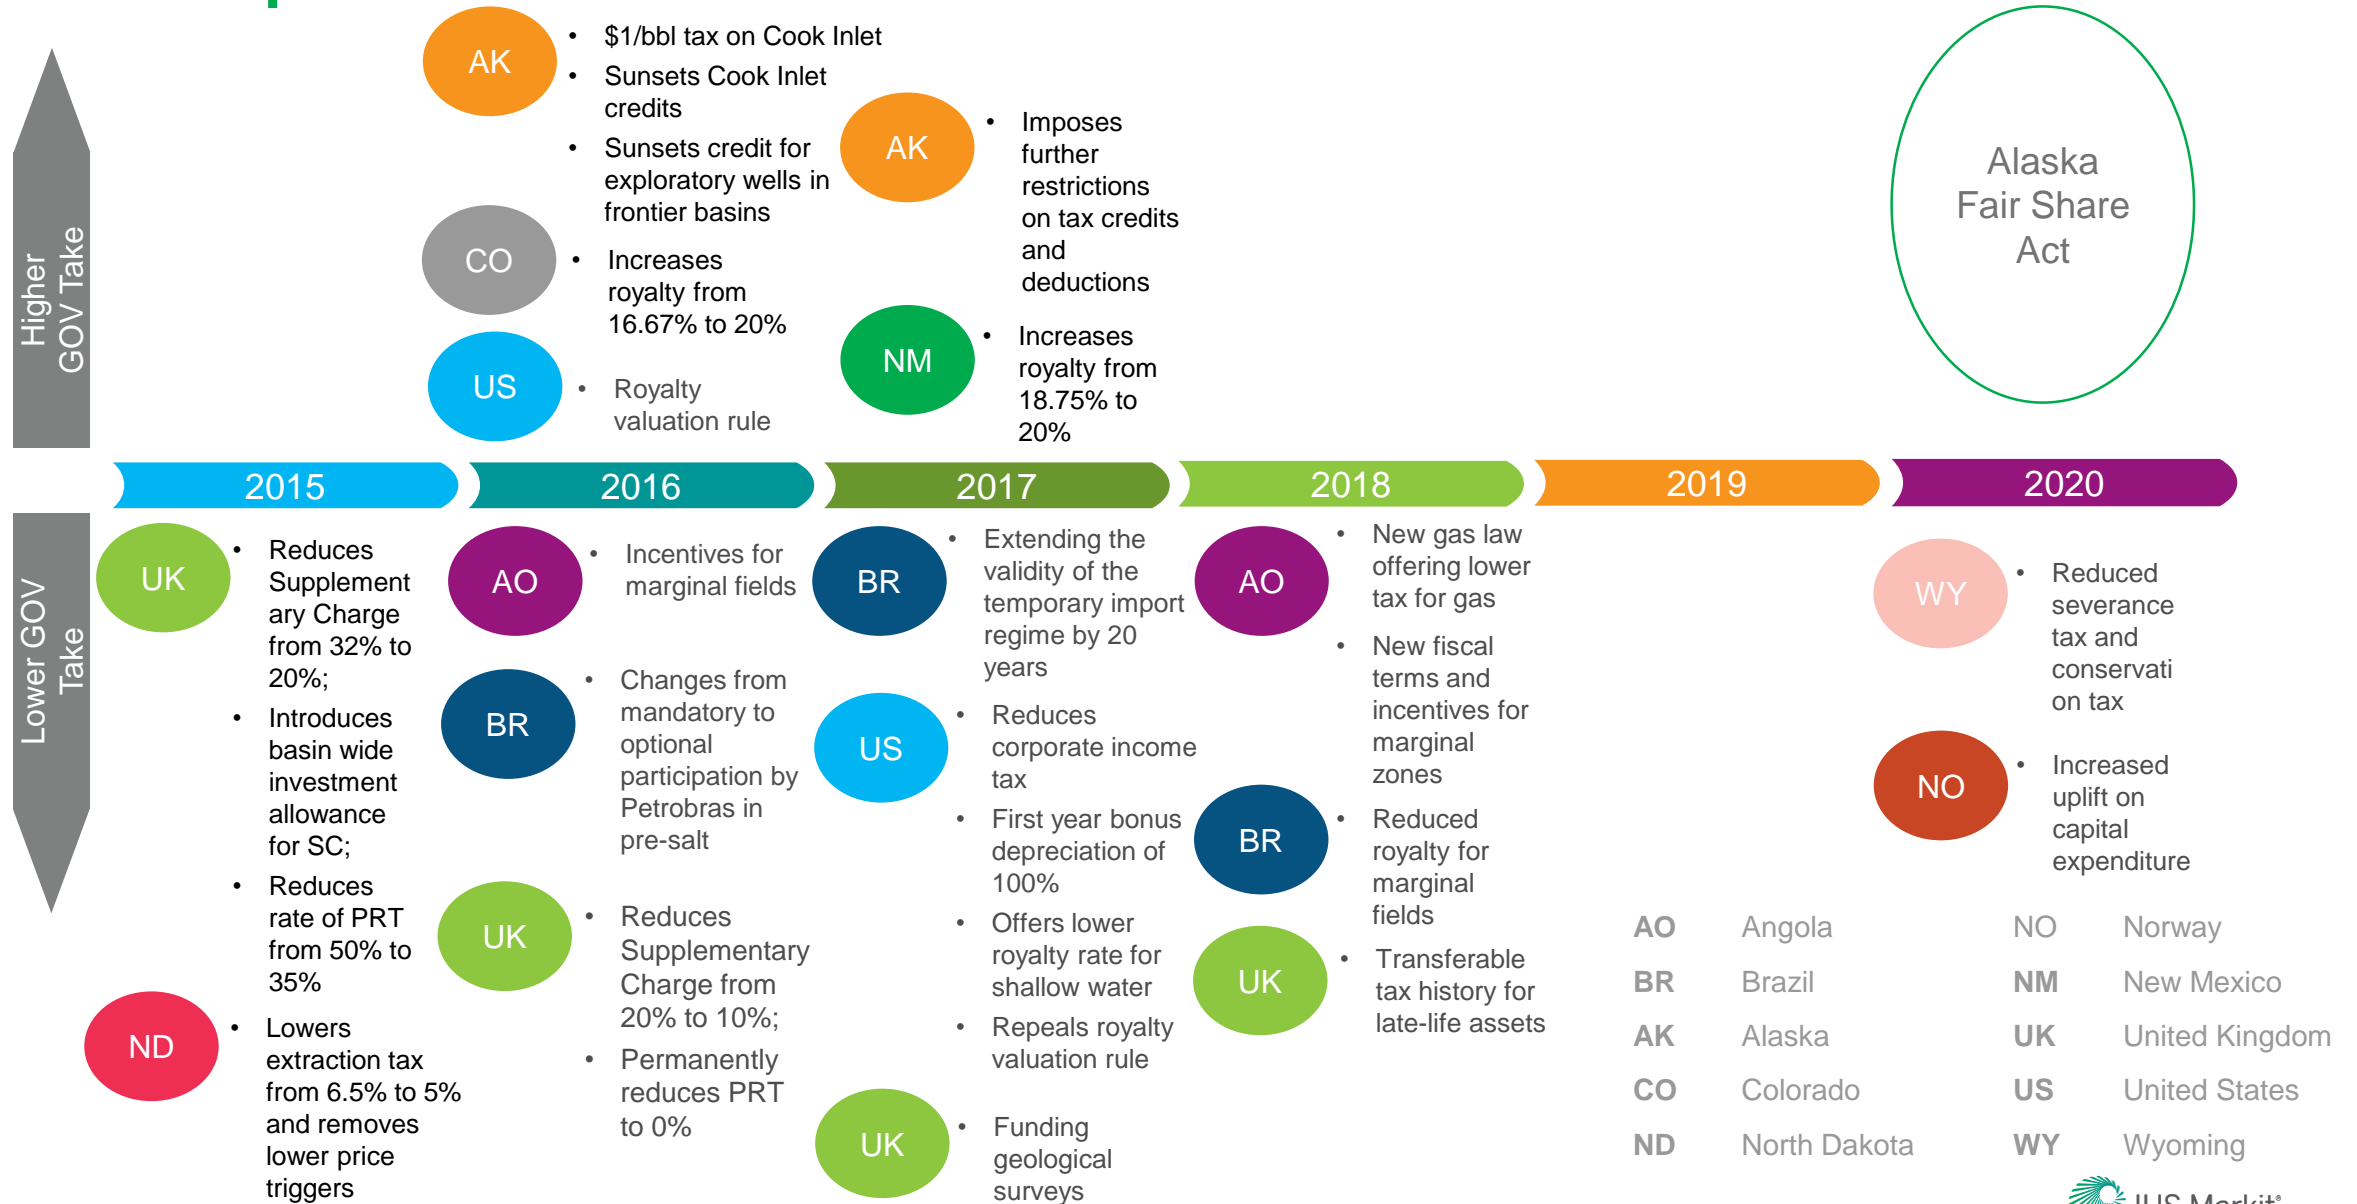 AK
• $1/bbl tax on Cook Inlet
• Sunsets Cook Inlet
credits
• Sunsets credit for
exploratory wells in
frontier basins
CO
• Increases
royalty from
16.67% to 20%
US
• Royalty
valuation rule
AK
• Imposes
further
restrictions
on tax credits
and
deductions
NM
• Increases
royalty from
18.75% to
20%
Alaska
Fair Share
Act
Higher
GOV Take
2015
2016
2017
2018
2019
2020
Lower GOV
Take
UK
• Reduces
Supplement
ary Charge
from 32% to
20%;
• Introduces
basin wide
investment
allowance
for SC;
• Reduces
rate of PRT
from 50% to
35%
ND
• Lowers
extraction tax
from 6.5% to 5%
and removes
lower price
triggers
AO
• Incentives for
marginal fields
BR
• Changes from
mandatory to
optional
participation by
Petrobras in
pre-salt
UK
• Reduces
Supplementary
Charge from
20% to 10%;
• Permanently
reduces PRT
to 0%
BR
• Extending the
validity of the
temporary import
regime by 20
years
US
• Reduces
corporate income
tax
• First year bonus
depreciation of
100%
• Offers lower
royalty rate for
shallow water
• Repeals royalty
valuation rule
UK
• Funding
geological
surveys
AO
• New gas law
offering lower
tax for gas
• New fiscal
terms and
incentives for
marginal
zones
BR
• Reduced
royalty for
marginal
fields
UK
• Transferable
tax history for
late-life assets
WY
• Reduced
severance
tax and
conservati
on tax
NO
• Increased
uplift on
capital
expenditure
AO Angola NO Norway
BR Brazil NM New Mexico
AK Alaska UK United Kingdom
CO Colorado US United States
ND North Dakota WY Wyoming
IHS Markit®